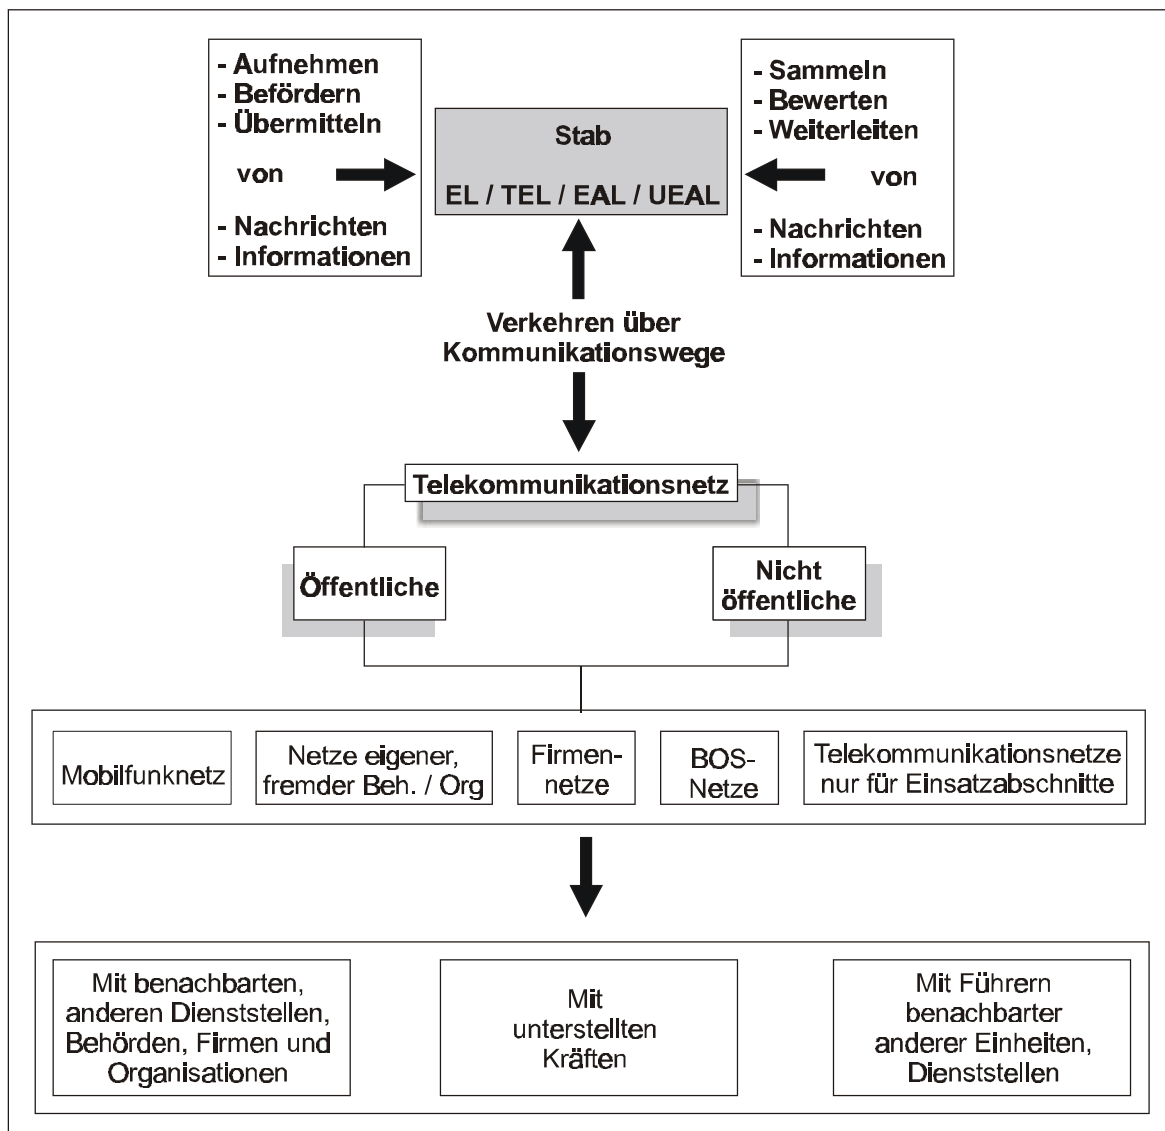 - Aufnehmen
- Befördern
- Übermitteln
von
- Nachrichten
- Informationen
Stab
EL / TEL / EAL / UEAL
- Sammeln
- Bewerten
- Weiterleiten
von
- Nachrichten
- Informationen
Verkehren über
Kommunikationswege
Telekommunikationsnetz
Öffentliche
Nicht
öffentliche
Mobilfunknetz
Netze eigener,
fremder Beh. / Org
Firmen-
netze
BOS-
Netze
Telekommunikationsnetze
nur für Einsatzabschnitte
Mit benachbarten,
anderen Dienststellen,
Behörden, Firmen und
Organisationen
Mit
unterstellten
Kräften
Mit Führern
benachbarter
anderer Einheiten,
Dienststellen